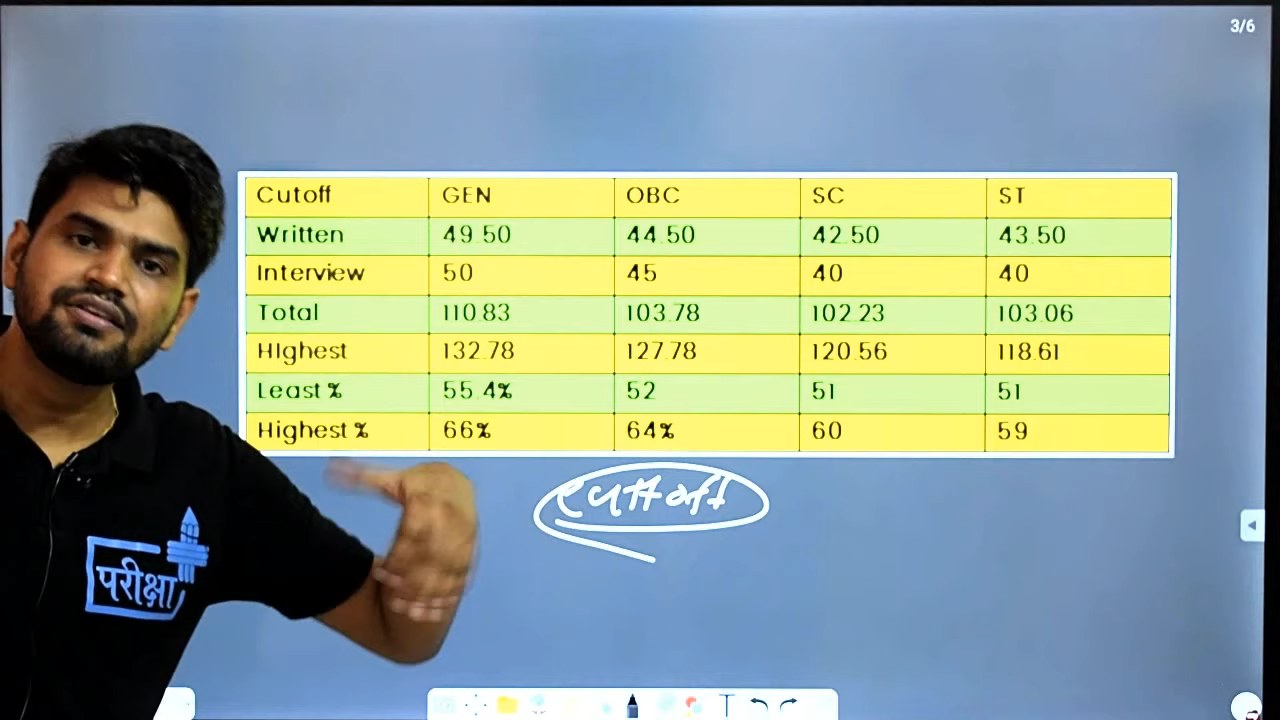 3/6
Cutoff GEN OBC SC ST
Written 49.50 44.50 42.50 43.50
Interview 50 45 40 40
Total 110.83 103.78 102.23 103.06
HIghest 132.78 127.78 120.56 118.61
Least % 55.4% 52 51 51
Highest % 66% 64% 60 59
cuttoff
परीक्षा
T